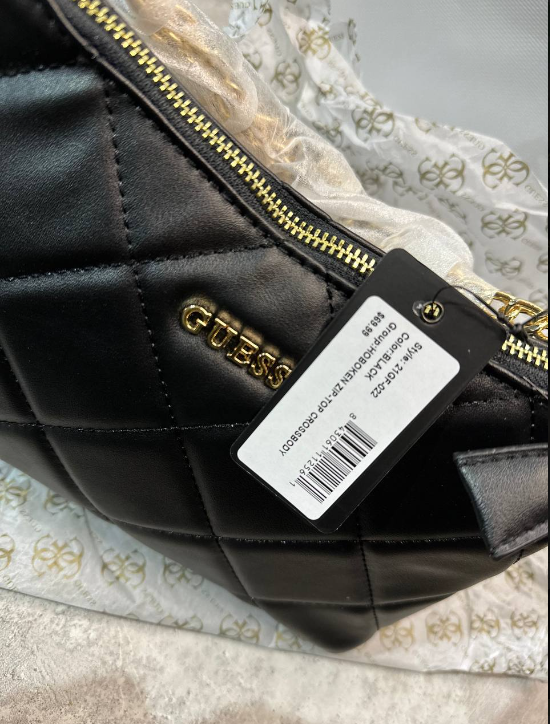 GUESS
Style: 21GF-022
Color:BLACK
Group:HOBOKEN ZIP-TOP CROSSBODY
$69.99